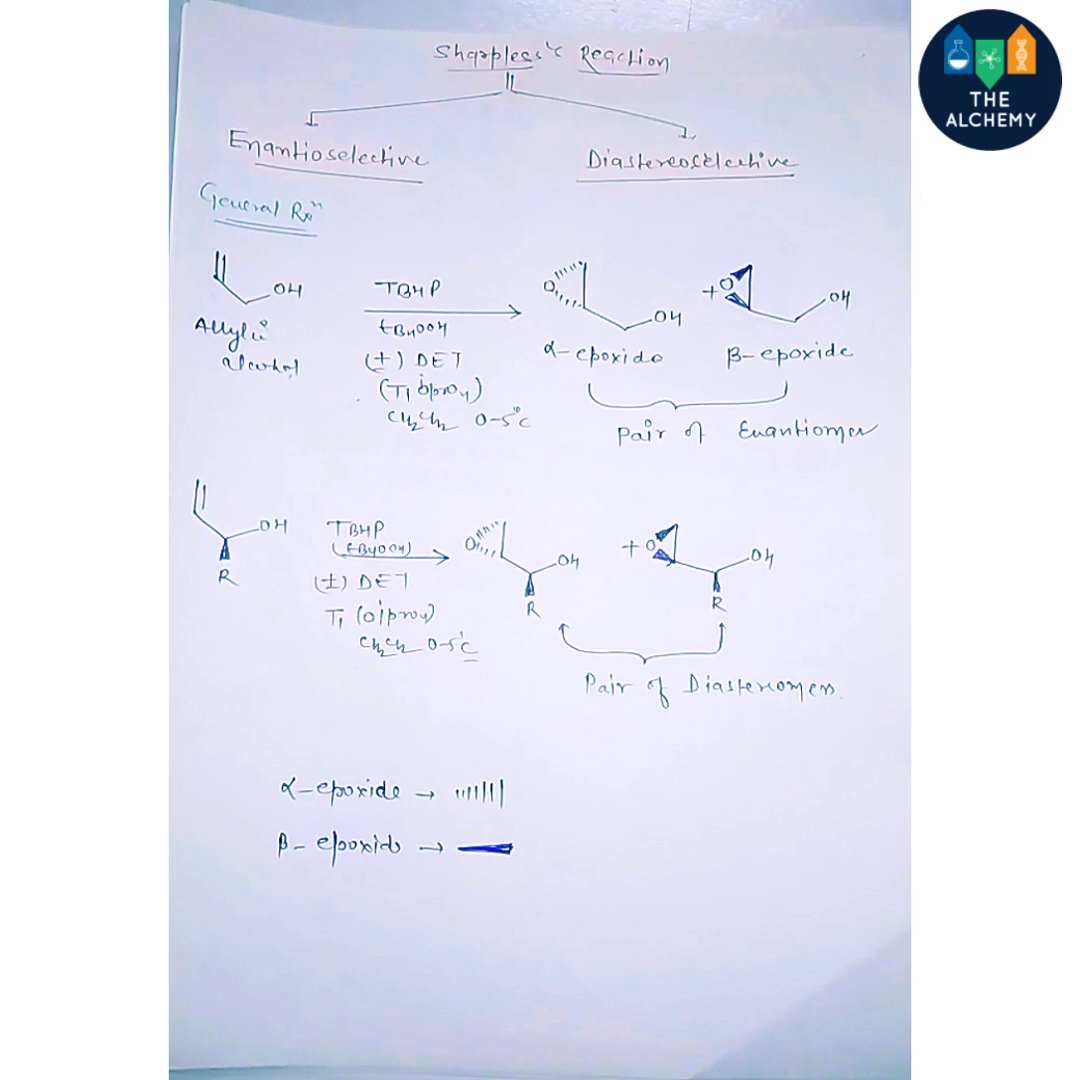 Sharpless's Reaction
THE
ALCHEMY
Enantioselective
Diastereoselective
General Rxⁿ
OH
Allylic
alcohol
TBHP
tBuOOH
(±) DET
CH₂Cl₂ 0-5°C
O
OH
α-epoxide
+ O
OH
β-epoxide
Pair of Enantiomer
OH
R
TBHP
(tBuOOH)
(±) DET
CH₂Cl₂ 0-5°C
O
OH
R
+ O
OH
R
Pair of Diastereomers.
α-epoxide →
β-epoxide →